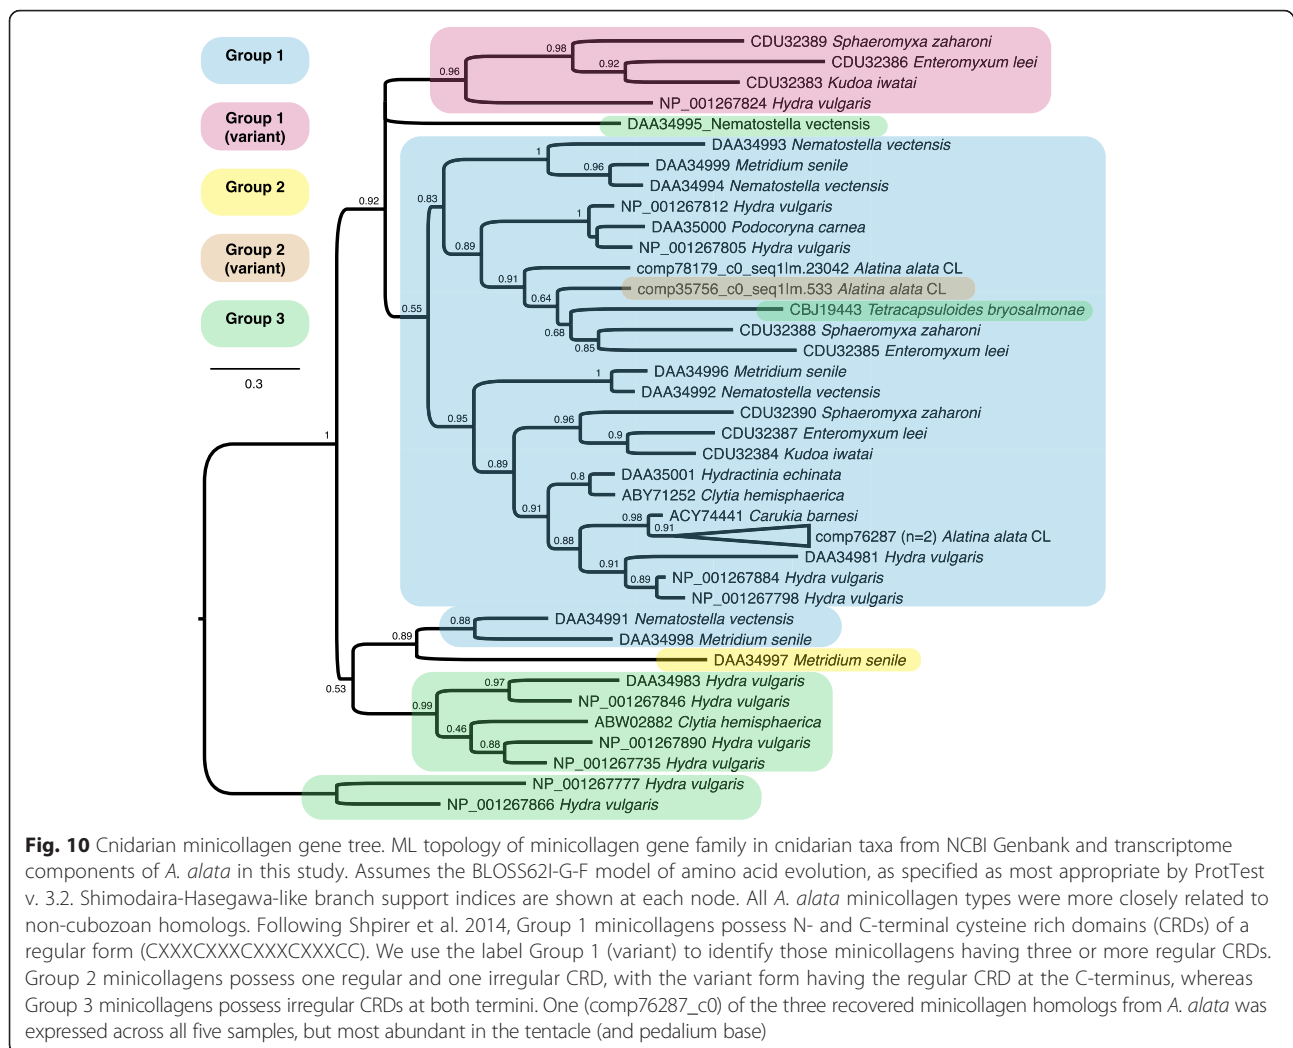 Group 1
Group 1
(variant)
Group 2
Group 2
(variant)
Group 3
0.3
CDU32389 Sphaeromyxa zaharoni
0.98
CDU32386 Enteromyxum leei
0.92
0.96
CDU32383 Kudoa iwatai
NP_001267824 Hydra vulgaris
DAA34995_Nematostella vectensis
DAA34993 Nematostella vectensis
1
DAA34999 Metridium senile
0.96
DAA34994 Nematostella vectensis
0.92
0.83
NP_001267812 Hydra vulgaris
1
DAA35000 Podocoryna carnea
0.89
NP_001267805 Hydra vulgaris
comp78179_c0_seq1lm.23042 Alatina alata CL
0.91
comp35756_c0_seq1lm.533 Alatina alata CL
0.64
0.55
CBJ19443 Tetracapsuloides bryosalmonae
0.68
CDU32388 Sphaeromyxa zaharoni
0.85
CDU32385 Enteromyxum leei
DAA34996 Metridium senile
1
DAA34992 Nematostella vectensis
0.95
CDU32390 Sphaeromyxa zaharoni
0.96
1
CDU32387 Enteromyxum leei
0.9
CDU32384 Kudoa iwatai
0.89
DAA35001 Hydractinia echinata
0.8
ABY71252 Clytia hemisphaerica
0.91
ACY74441 Carukia barnesi
0.98
0.91
comp76287 (n=2) Alatina alata CL
0.88
DAA34981 Hydra vulgaris
0.91
NP_001267884 Hydra vulgaris
0.89
NP_001267798 Hydra vulgaris
DAA34991 Nematostella vectensis
0.88
DAA34998 Metridium senile
0.89
DAA34997 Metridium senile
0.53
DAA34983 Hydra vulgaris
0.97
NP_001267846 Hydra vulgaris
0.99
ABW02882 Clytia hemisphaerica
0.46
NP_001267890 Hydra vulgaris
0.88
NP_001267735 Hydra vulgaris
NP_001267777 Hydra vulgaris
NP_001267866 Hydra vulgaris
Fig. 10 Cnidarian minicollagen gene tree. ML topology of minicollagen gene family in cnidarian taxa from NCBI Genbank and transcriptome
components of A. alata in this study. Assumes the BLOSS62I-G-F model of amino acid evolution, as specified as most appropriate by ProtTest
v. 3.2. Shimodaira-Hasegawa-like branch support indices are shown at each node. All A. alata minicollagen types were more closely related to
non-cubozoan homologs. Following Shpirer et al. 2014, Group 1 minicollagens possess N- and C-terminal cysteine rich domains (CRDs) of a
regular form (CXXXCXXXCXXXCXXXCC). We use the label Group 1 (variant) to identify those minicollagens having three or more regular CRDs.
Group 2 minicollagens possess one regular and one irregular CRD, with the variant form having the regular CRD at the C-terminus, whereas
Group 3 minicollagens possess irregular CRDs at both termini. One (comp76287_c0) of the three recovered minicollagen homologs from A. alata was
expressed across all five samples, but most abundant in the tentacle (and pedalium base)